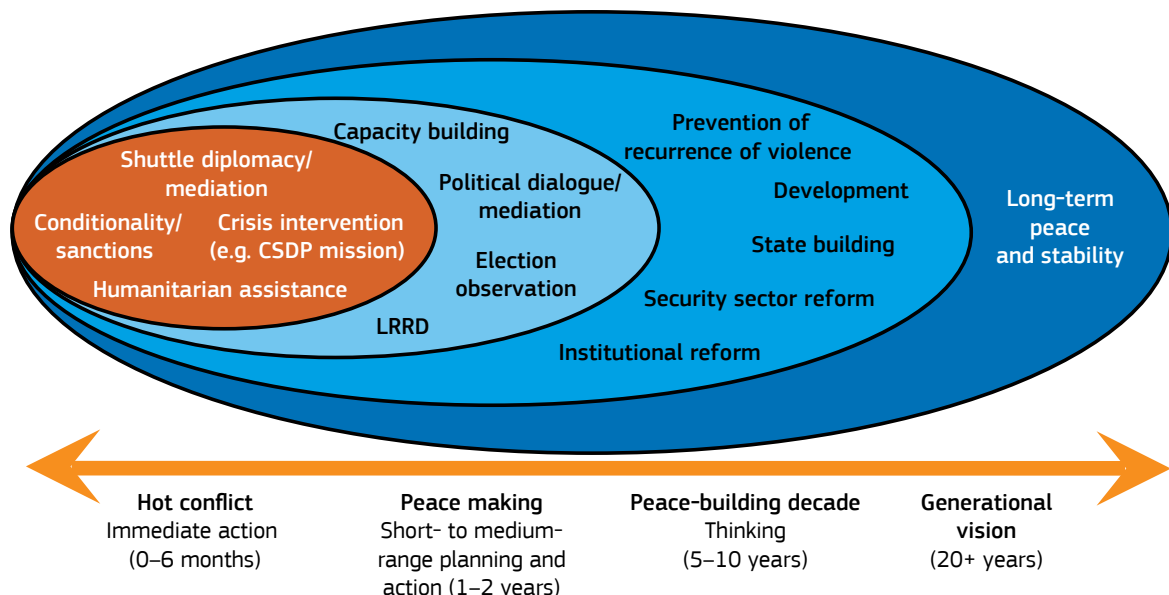 Capacity building
Shuttle diplomacy/
mediation
Conditionality/
sanctions
Crisis intervention
(e.g. CSDP mission)
Humanitarian assistance
Political dialogue/
mediation
Election
observation
LRRD
Prevention of
recurrence of violence
Development
State building
Security sector reform
Institutional reform
Long-term
peace
and stability
Hot conflict
Immediate action
(0–6 months)
Peace making
Short- to medium-
range planning and
action (1–2 years)
Peace-building decade
Thinking
(5–10 years)
Generational
vision
(20+ years)